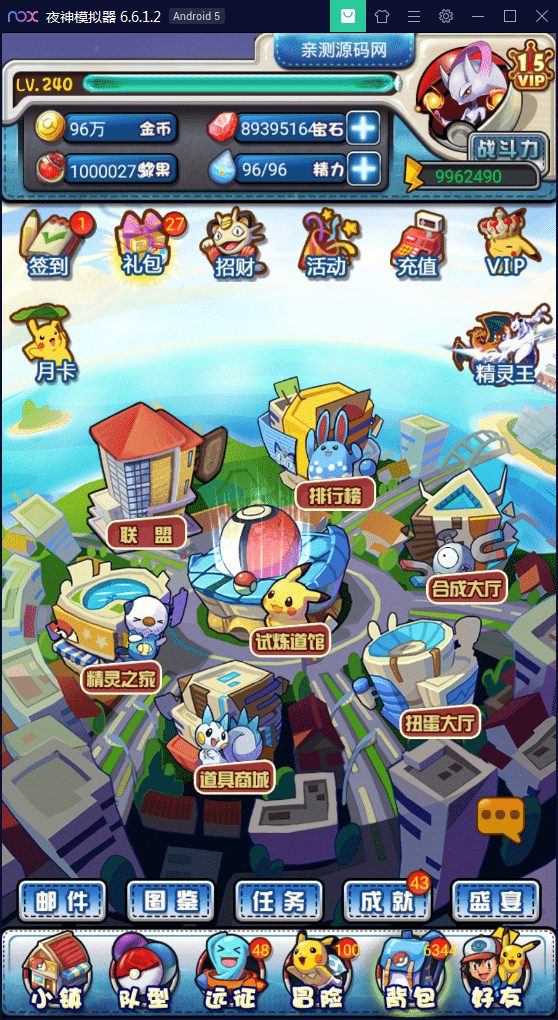 nox 夜神模拟器 6.6.1.2 Android 5
亲测源码网
LV.240
15 VIP
96万 金币
8939516 宝石
战斗力
1000027 浆果
96/96 精力
9962490
1 27
签到 礼包 招财 活动 充值 VIP
月卡 精灵王
排行榜
联盟
合成大厅
试炼道馆
精灵之家
扭蛋大厅
道具商城
43
邮件 图鉴 任务 成就 盛宴
48 100 6344
小镇 队型 远征 冒险 背包 好友